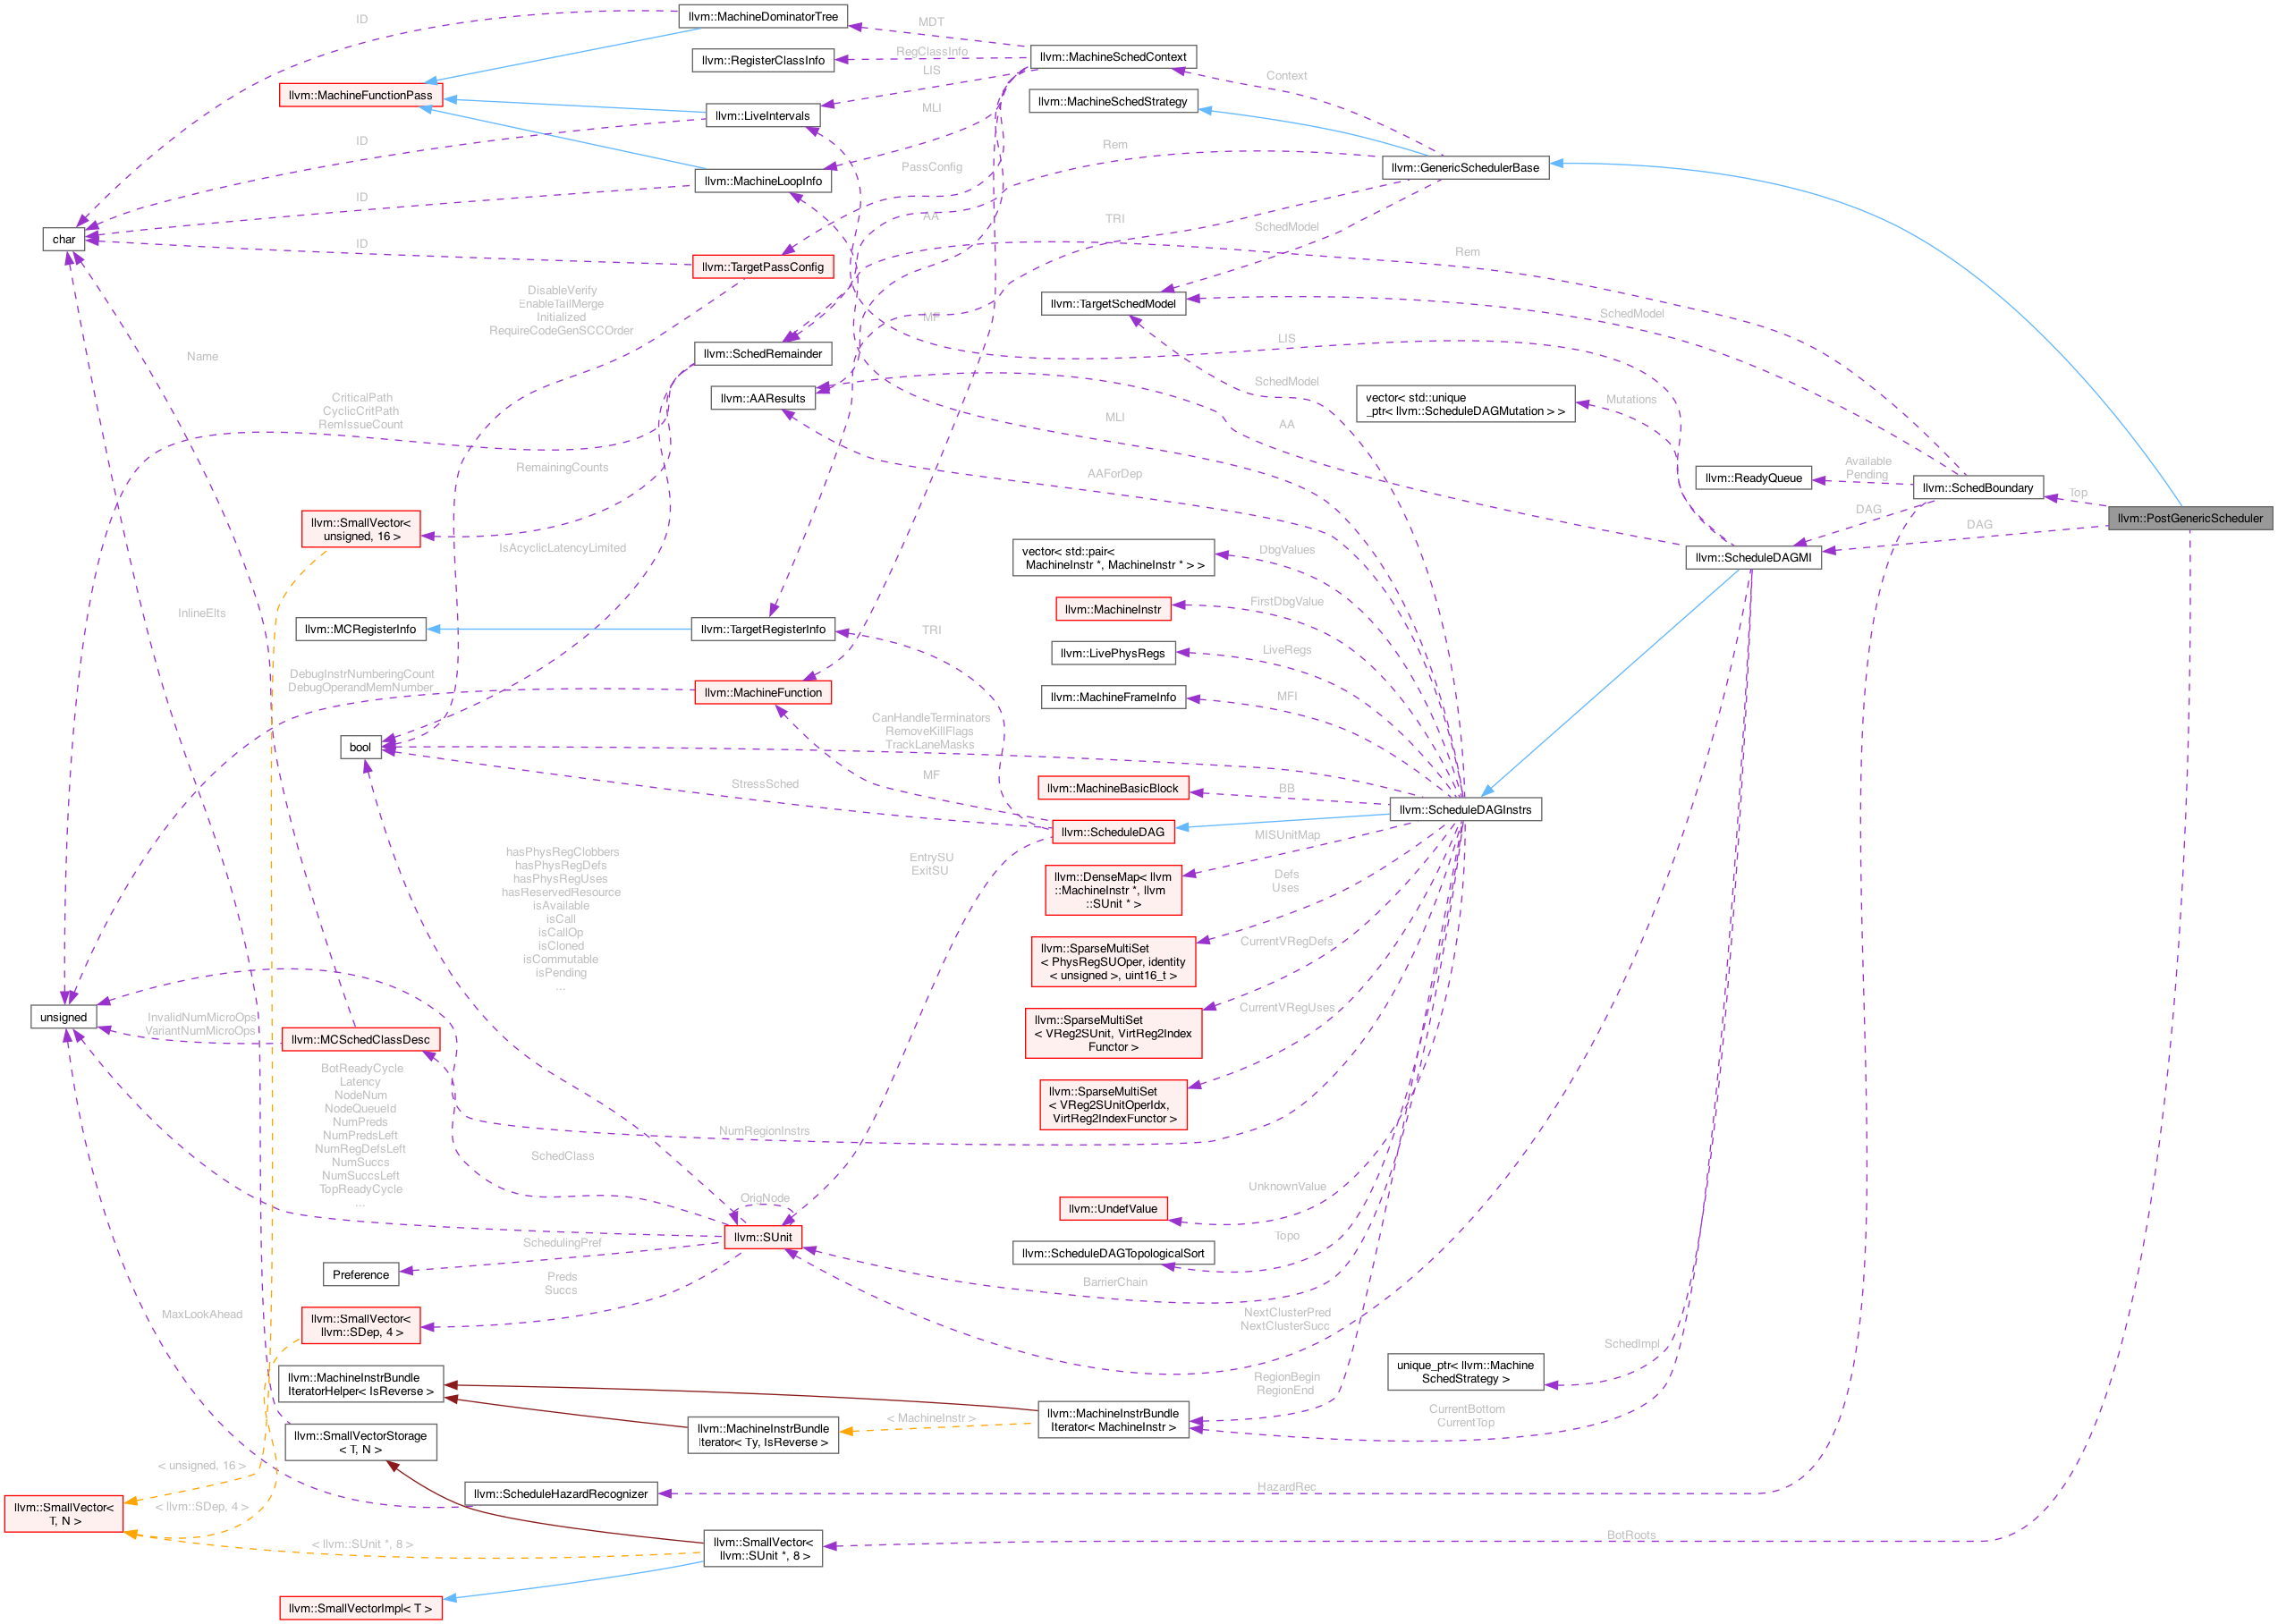 ID
llvm::MachineDominatorTree
MDT
llvm::MachineSchedContext
RegClassInfo
llvm::RegisterClassInfo
LIS
Context
llvm::MachineFunctionPass
llvm::MachineSchedStrategy
MLI
llvm::LiveIntervals
ID
Rem
PassConfig
llvm::GenericSchedulerBase
llvm::MachineLoopInfo
ID
AA
TRI
SchedModel
char
ID
llvm::TargetPassConfig
Rem
DisableVerify
EnableTailMerge
Initialized
RequireCodeGenSCCOrder
llvm::TargetSchedModel
SchedModel
MF
LIS
Name
llvm::SchedRemainder
SchedModel
CriticalPath
CyclicCritPath
RemIssueCount
llvm::AAResults
vector< std::unique
_ptr< llvm::ScheduleDAGMutation > >
Mutations
MLI
AA
RemainingCounts
AAForDep
llvm::ReadyQueue
Available
Pending
llvm::SchedBoundary
Top
llvm::PostGenericScheduler
DAG
DAG
llvm::SmallVector<
unsigned, 16 >
IsAcyclicLatencyLimited
vector< std::pair<
MachineInstr *, MachineInstr * > >
DbgValues
llvm::ScheduleDAGMI
InlineElts
llvm::MachineInstr
FirstDbgValue
llvm::MCRegisterInfo
llvm::TargetRegisterInfo
TRI
llvm::LivePhysRegs
LiveRegs
DebugInstrNumberingCount
DebugOperandMemNumber
llvm::MachineFunction
llvm::MachineFrameInfo
MFI
bool
CanHandleTerminators
RemoveKillFlags
TrackLaneMasks
StressSched
MF
llvm::MachineBasicBlock
BB
llvm::ScheduleDAGInstrs
llvm::ScheduleDAG
MISUnitMap
hasPhysRegClobbers
hasPhysRegDefs
hasPhysRegUses
hasReservedResource
isAvailable
isCall
isCallOp
isCloned
isCommutable
isPending
...
EntrySU
ExitSU
llvm::DenseMap< llvm
::MachineInstr *, llvm
::SUnit * >
Defs
Uses
llvm::SparseMultiSet
< PhysRegSUOper, identity
< unsigned >, uint16_t >
CurrentVRegDefs
unsigned
InvalidNumMicroOps
VariantNumMicroOps
llvm::MCSchedClassDesc
llvm::SparseMultiSet
< VReg2SUnit, VirtReg2Index
Functor >
CurrentVRegUses
BotReadyCycle
Latency
NodeNum
NodeQueueId
NumPreds
NumPredsLeft
NumRegDefsLeft
NumSuccs
NumSuccsLeft
TopReadyCycle
...
llvm::SparseMultiSet
< VReg2SUnitOperIdx,
VirtReg2IndexFunctor >
NumRegionInstrs
SchedClass
OrigNode
llvm::SUnit
llvm::UndefValue
UnknownValue
SchedulingPref
Preference
llvm::ScheduleDAGTopologicalSort
Topo
Preds
Succs
BarrierChain
MaxLookAhead
llvm::SmallVector<
llvm::SDep, 4 >
NextClusterPred
NextClusterSucc
SchedImpl
llvm::MachineInstrBundle
IteratorHelper< IsReverse >
RegionBegin
RegionEnd
unique_ptr< llvm::Machine
SchedStrategy >
CurrentBottom
CurrentTop
llvm::MachineInstrBundle
Iterator< Ty, IsReverse >
< MachineInstr >
llvm::MachineInstrBundle
Iterator< MachineInstr >
llvm::SmallVectorStorage
< T, N >
< unsigned, 16 >
llvm::ScheduleHazardRecognizer
HazardRec
llvm::SmallVector<
T, N >
< llvm::SDep, 4 >
< llvm::SUnit *, 8 >
llvm::SmallVector<
llvm::SUnit *, 8 >
BotRoots
llvm::SmallVectorImpl< T >